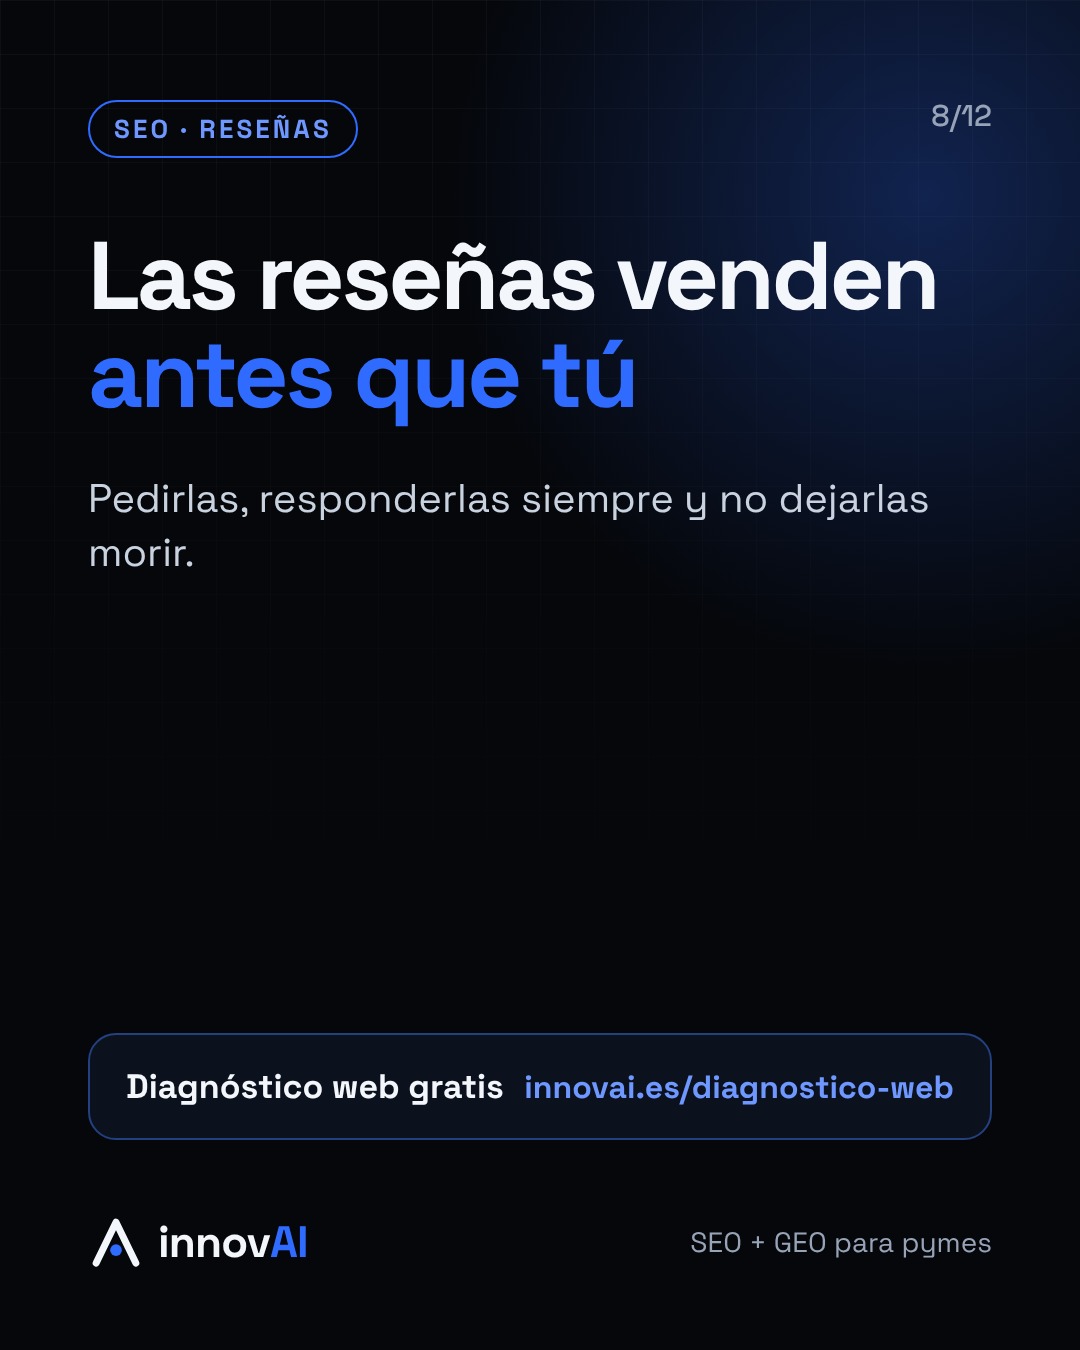 SEO · RESEÑAS
8/12
Las reseñas venden
antes que tú
Pedirlas, responderlas siempre y no dejarlas
morir.
Diagnóstico web gratis innovai.es/diagnostico-web
innovAI
SEO + GEO para pymes